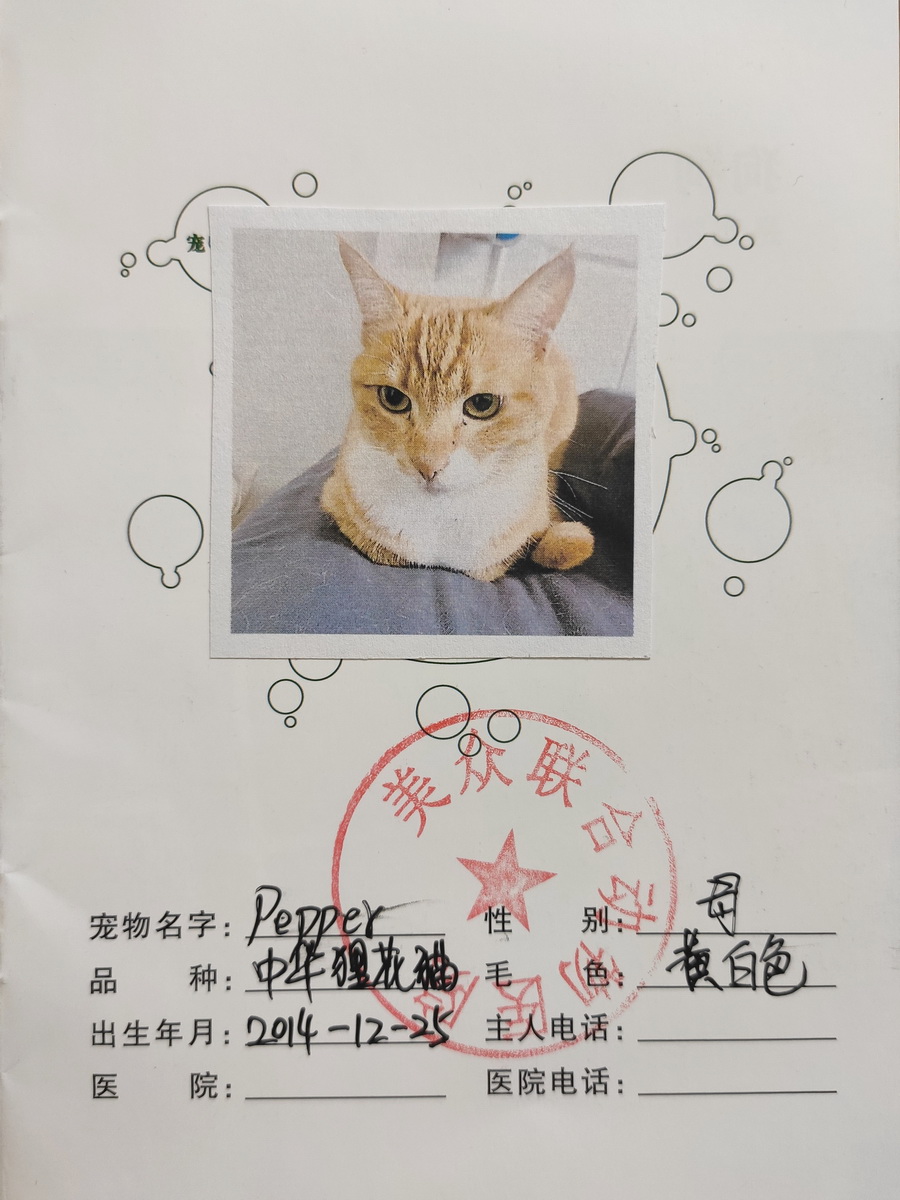 宠
美众联合动物医院
宠物名字: Pepper 性别: 母
品种: 中华狸花猫 毛色: 黄白色
出生年月: 2014-12-25 主人电话:
医院: 医院电话: